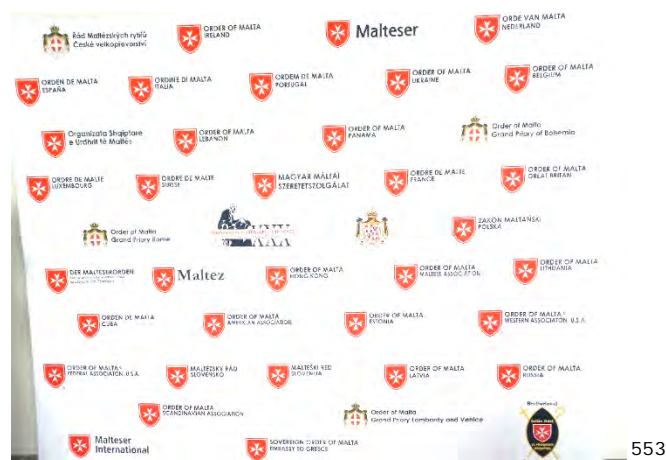 Řád Maltézských rytířů
České velkopřevorství
ORDER OF MALTA
IRELAND
Malteser
ORDE VAN MALTA
NEDERLAND
ORDEN DE MALTA
ESPAÑA
ORDINE DI MALTA
ITALIA
ORDEM DE MALTA
PORTUGAL
ORDER OF MALTA
UKRAINE
ORDER OF MALTA
BELGIUM
Organizata Shqiptare
e Urdhrit të Maltës
ORDER OF MALTA
LEBANON
ORDER OF MALTA
PANAMA
Order of Malta
Grand Priory of Bohemia
ORDRE DE MALTE
LUXEMBOURG
ORDRE DE MALTE
SUISSE
MAGYAR MÁLTAI
SZERETETSZOLGÁLAT
ORDRE DE MALTE
FRANCE
ORDER OF MALTA
GREAT BRITAIN
Order of Malta
Grand Priory Rome
XXX
ZAKON MALTAŃSKI
POLSKA
DER MALTESERORDEN
Maltez
ORDER OF MALTA
HONG KONG
ORDER OF MALTA
ASSOCIATION
ORDER OF MALTA
LITHUANIA
ORDEN DE MALTA
CUBA
ORDER OF MALTA
AMERICAN ASSOCIATION
ORDER OF MALTA
ESTONIA
ORDER OF MALTA
WESTERN ASSOCIATION, U.S.A.
ORDER OF MALTA
FEDERAL ASSOCIATION, U.S.A.
MALTÉZSKY RÁD
SLOVENSKO
MALTEŠKI RED
SLOVENIJA
ORDER OF MALTA
LATVIA
ORDER OF MALTA
RUSSIA
ORDER OF MALTA
SCANDINAVIAN ASSOCIATION
Order of Malta
Grand Priory Lombardy and Venice
Malteser
International
SOVEREIGN ORDER OF MALTA
EMBASSY TO GREECE
553